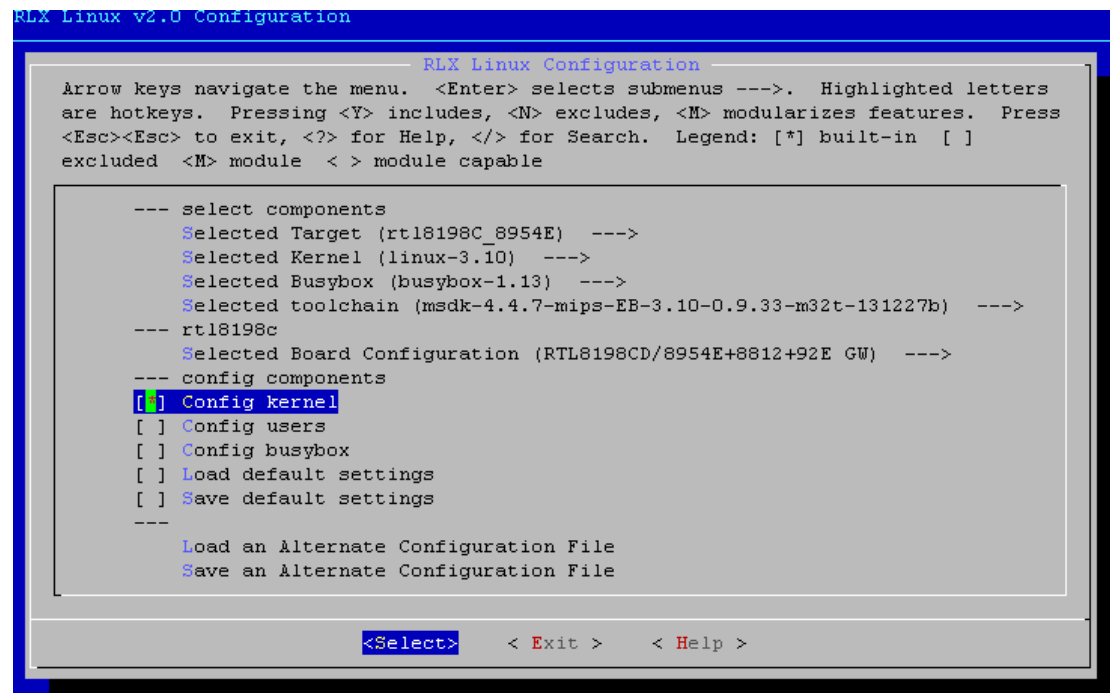 RLX Linux v2.0 Configuration
RLX Linux Configuration
Arrow keys navigate the menu.  <Enter> selects submenus --->.  Highlighted letters
are hotkeys.  Pressing <Y> includes, <N> excludes, <M> modularizes features.  Press
<Esc><Esc> to exit, <?> for Help, </> for Search.  Legend: [*] built-in  [ ]
excluded  <M> module  < > module capable
--- select components
Selected Target (rtl8198C_8954E)  --->
Selected Kernel (linux-3.10)  --->
Selected Busybox (busybox-1.13)  --->
Selected toolchain (msdk-4.4.7-mips-EB-3.10-0.9.33-m32t-131227b)  --->
--- rtl8198c
Selected Board Configuration (RTL8198CD/8954E+8812+92E GW)  --->
--- config components
[*] Config kernel
[ ] Config users
[ ] Config busybox
[ ] Load default settings
[ ] Save default settings
---
Load an Alternate Configuration File
Save an Alternate Configuration File
<Select>    < Exit >    < Help >